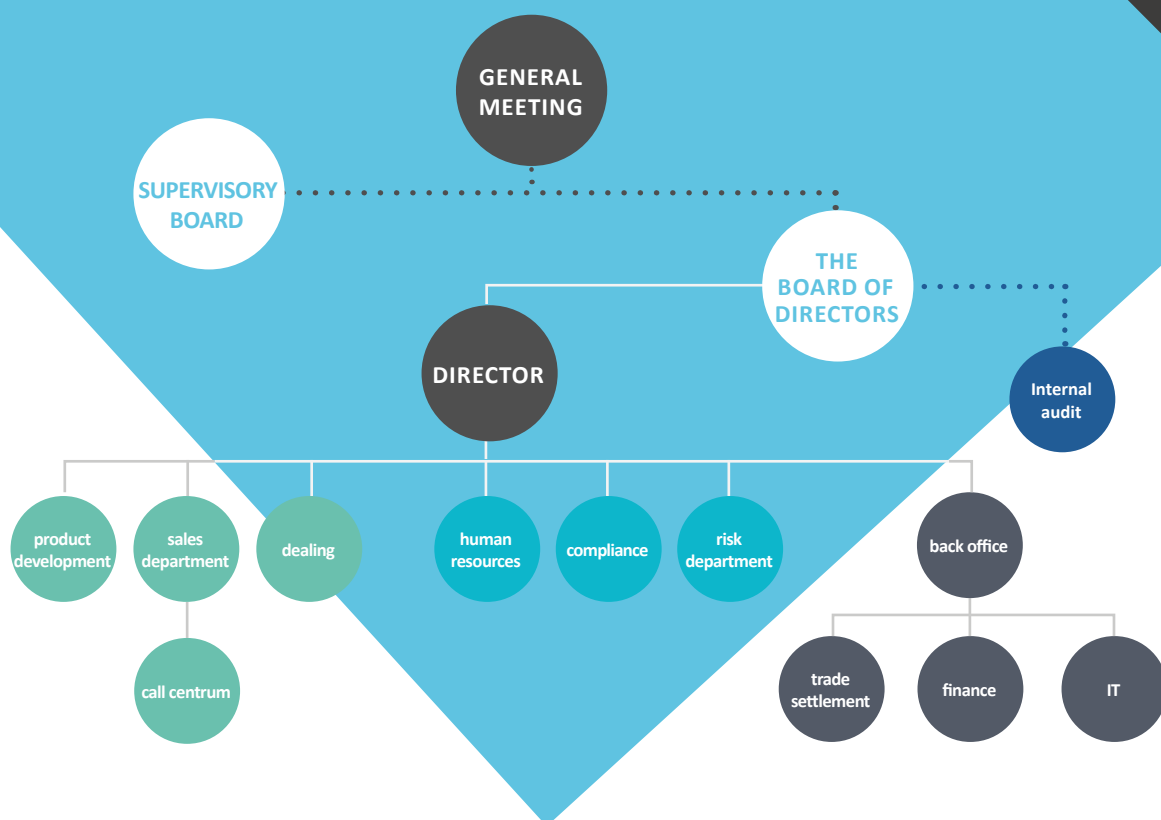 GENERAL
MEETING
SUPERVISORY
BOARD
THE
BOARD OF
DIRECTORS
DIRECTOR
Internal
audit
product
development
sales
department
dealing
human
resources
compliance
risk
department
back office
call centrum
trade
settlement
finance
IT